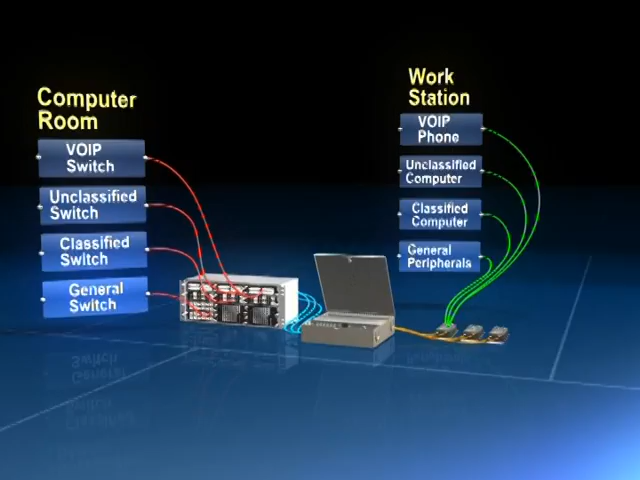 Computer
Room
VOIP
Switch
Unclassified
Switch
Classified
Switch
General
Switch
Work
Station
VOIP
Phone
Unclassified
Computer
Classified
Computer
General
Peripherals